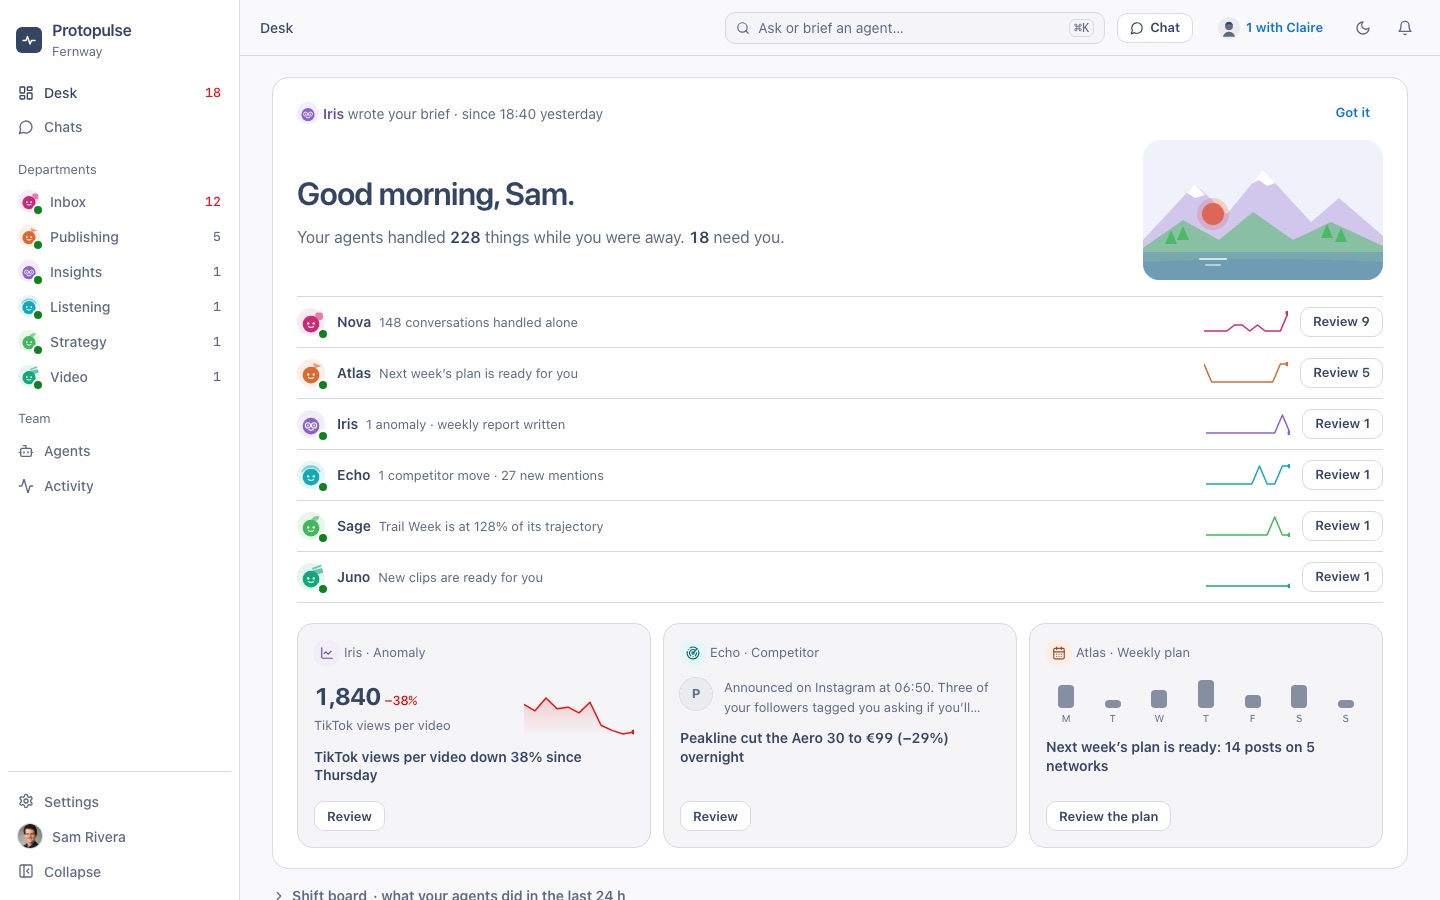 Protopulse
Fernway
Desk 18
Chats
Departments
Inbox 12
Publishing 5
Insights 1
Listening 1
Strategy 1
Video 1
Team
Agents
Activity
Settings
Sam Rivera
Collapse
Desk
Ask or brief an agent… ⌘K
Chat
1 with Claire
Iris wrote your brief · since 18:40 yesterday
Got it
Good morning, Sam.
Your agents handled 228 things while you were away. 18 need you.
Nova 148 conversations handled alone Review 9
Atlas Next week’s plan is ready for you Review 5
Iris 1 anomaly · weekly report written Review 1
Echo 1 competitor move · 27 new mentions Review 1
Sage Trail Week is at 128% of its trajectory Review 1
Juno New clips are ready for you Review 1
Iris · Anomaly
1,840 −38%
TikTok views per video
TikTok views per video down 38% since
Thursday
Review
Echo · Competitor
P
Announced on Instagram at 06:50. Three of
your followers tagged you asking if you’ll…
Peakline cut the Aero 30 to €99 (−29%)
overnight
Review
Atlas · Weekly plan
M T W T F S S
Next week’s plan is ready: 14 posts on 5
networks
Review the plan
Shift board · what your agents did in the last 24 h